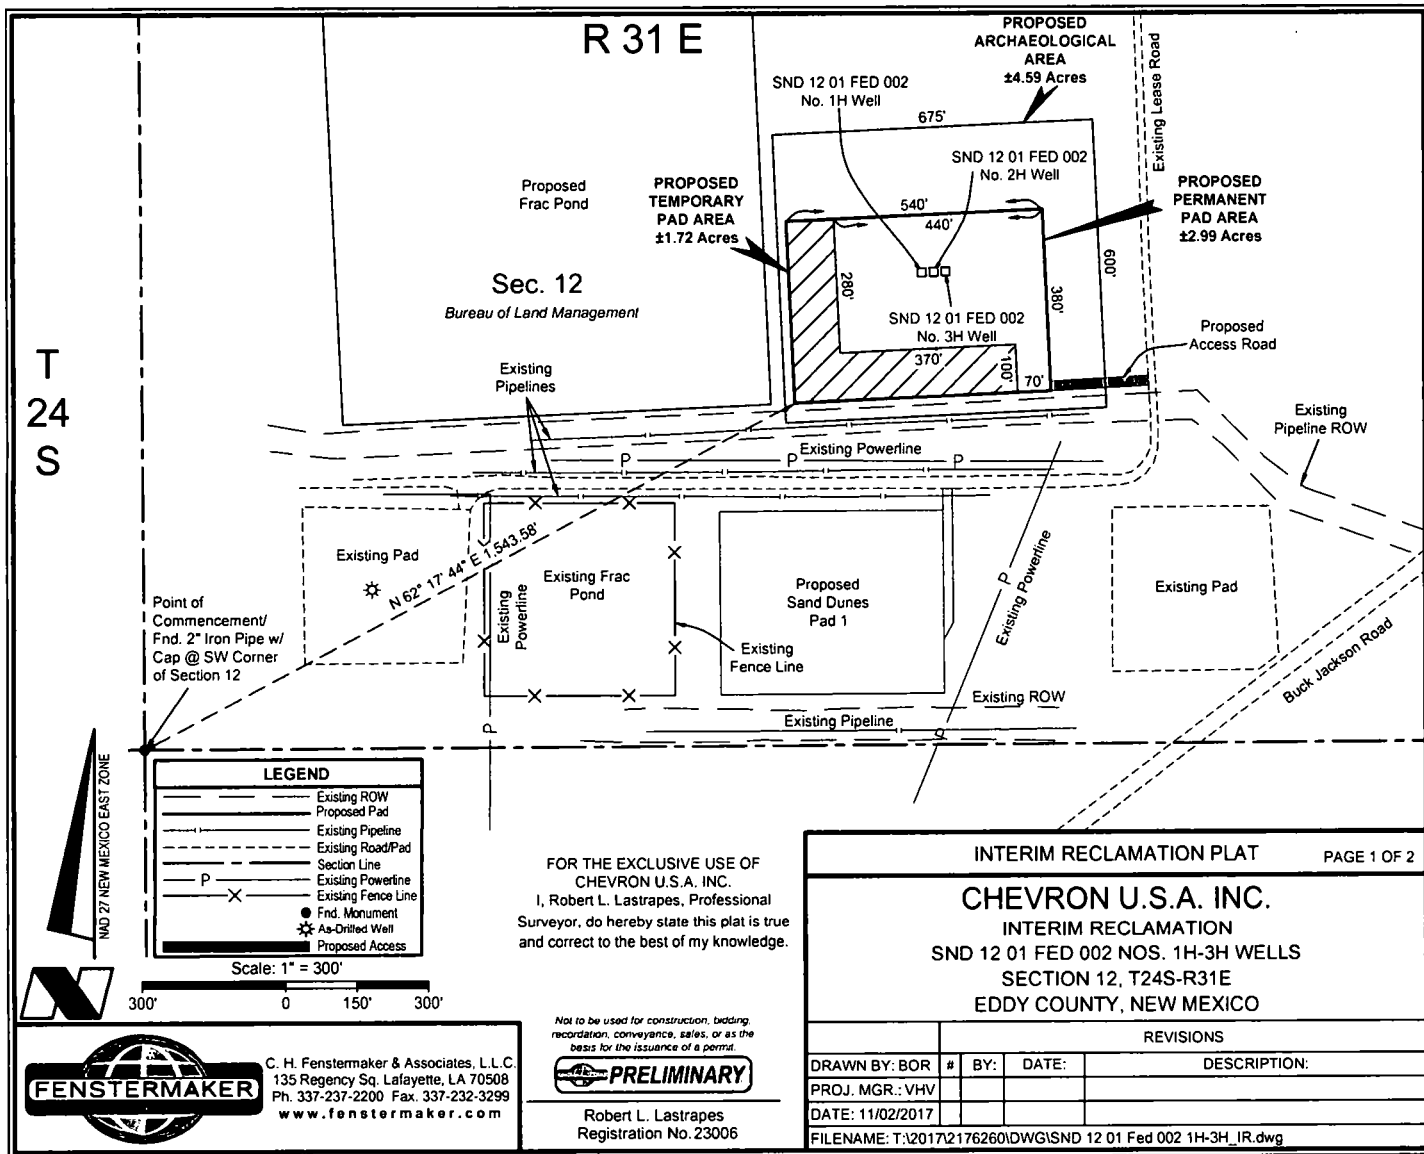 R 31 E
PROPOSED
ARCHAEOLOGICAL
AREA
±4.59 Acres
SND 12 01 FED 002
No. 1H Well
675'
Existing Lease Road
SND 12 01 FED 002
No. 2H Well
Proposed
Frac Pond
PROPOSED
TEMPORARY
PAD AREA
±1.72 Acres
PROPOSED
PERMANENT
PAD AREA
±2.99 Acres
540'
440'
600'
280'
380'
Sec. 12
Bureau of Land Management
SND 12 01 FED 002
No. 3H Well
Proposed
Access Road
T
24
S
370'
100'
70'
Existing
Pipelines
Existing
Pipeline ROW
Existing Powerline
P
P
P
N 62° 17' 44" E 1,543.58'
Existing Pad
Existing Frac
Pond
Existing
Powerline
Proposed
Sand Dunes
Pad 1
P
Existing Powerline
Existing Pad
Point of
Commencement/
Fnd. 2" Iron Pipe w/
Cap @ SW Corner
of Section 12
Existing
Fence Line
Buck Jackson Road
Existing ROW
Existing Pipeline
P
P
NAD 27 NEW MEXICO EAST ZONE
N
LEGEND
Existing ROW
Proposed Pad
Existing Pipeline
Existing Road/Pad
Section Line
P Existing Powerline
Existing Fence Line
Fnd. Monument
As-Drilled Well
Proposed Access
Scale: 1" = 300'
300' 0 150' 300'
FOR THE EXCLUSIVE USE OF
CHEVRON U.S.A. INC.
I, Robert L. Lastrapes, Professional
Surveyor, do hereby state this plat is true
and correct to the best of my knowledge.
INTERIM RECLAMATION PLAT PAGE 1 OF 2
CHEVRON U.S.A. INC.
INTERIM RECLAMATION
SND 12 01 FED 002 NOS. 1H-3H WELLS
SECTION 12, T24S-R31E
EDDY COUNTY, NEW MEXICO
REVISIONS
DRAWN BY: BOR # BY: DATE: DESCRIPTION:
PROJ. MGR.: VHV
DATE: 11/02/2017
FILENAME: T:\2017\2176260\DWG\SND 12 01 Fed 002 1H-3H_IR.dwg
FENSTERMAKER
C. H. Fenstermaker & Associates, L.L.C.
135 Regency Sq. Lafayette, LA 70508
Ph. 337-237-2200 Fax. 337-232-3299
www.fenstermaker.com
Not to be used for construction, bidding,
recordation, conveyance, sales, or as the
basis for the issuance of a permit.
PRELIMINARY
Robert L. Lastrapes
Registration No. 23006